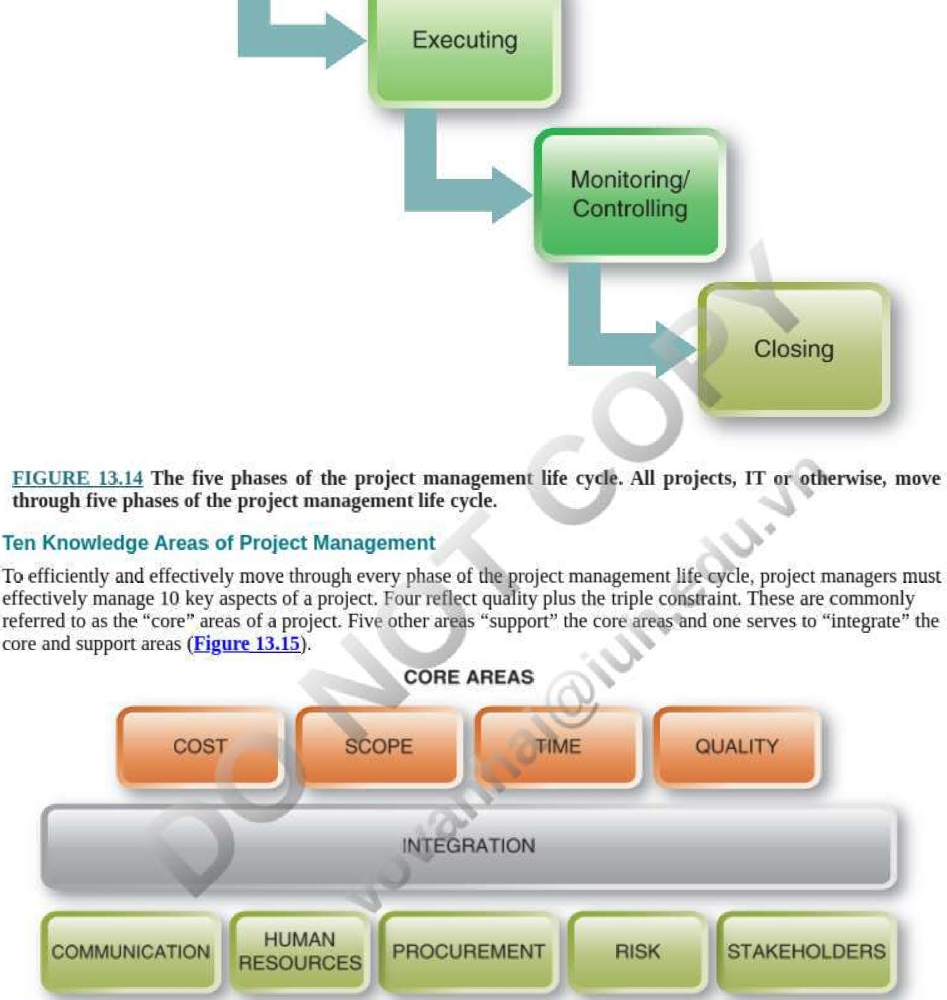 Executing
Monitoring/
Controlling
Closing
FIGURE 13.14 The five phases of the project management life cycle. All projects, IT or otherwise, move
through five phases of the project management life cycle.
Ten Knowledge Areas of Project Management
To efficiently and effectively move through every phase of the project management life cycle, project managers must
effectively manage 10 key aspects of a project. Four reflect quality plus the triple constraint. These are commonly
referred to as the “core” areas of a project. Five other areas “support” the core areas and one serves to “integrate” the
core and support areas (Figure 13.15).
CORE AREAS
COST SCOPE TIME QUALITY
INTEGRATION
COMMUNICATION HUMAN RESOURCES PROCUREMENT RISK STAKEHOLDERS
DO NOT COPY